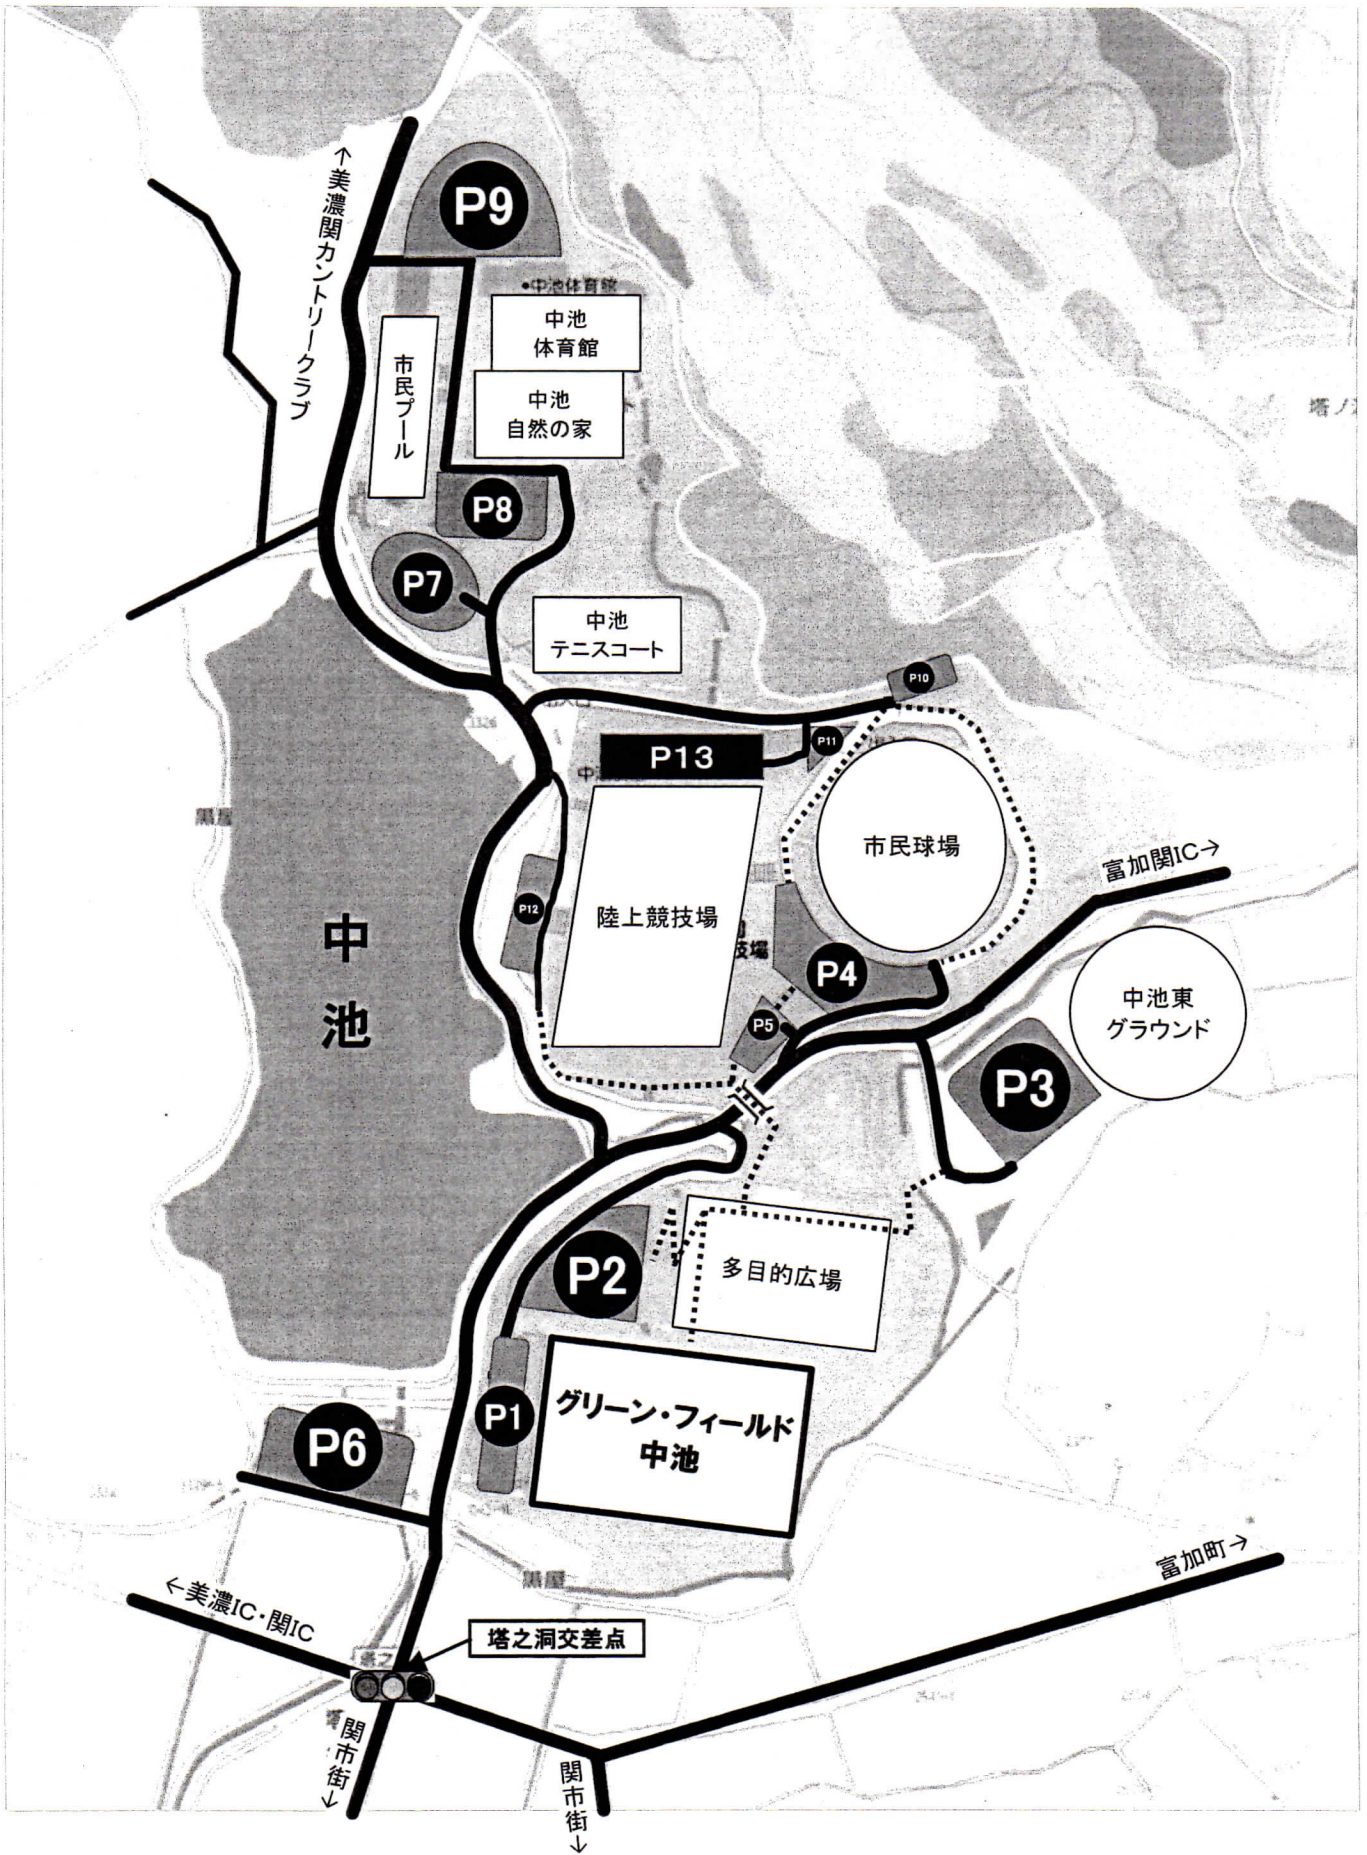 ↑美濃関カントリークラブ
P9
•中池体育館
中池
体育館
市民プール
中池
自然の家
塔ノ
P8
P7
中池
テニスコート
P10
P11
P13
市民球場
富加関IC→
P12
陸上競技場
中池
P4
中池東
グラウンド
P5
P3
P2
多目的広場
P1
グリーン・フィールド
中池
P6
富加町→
←美濃IC・関IC
塔之洞交差点
塔之
関市街↓
関市街↓